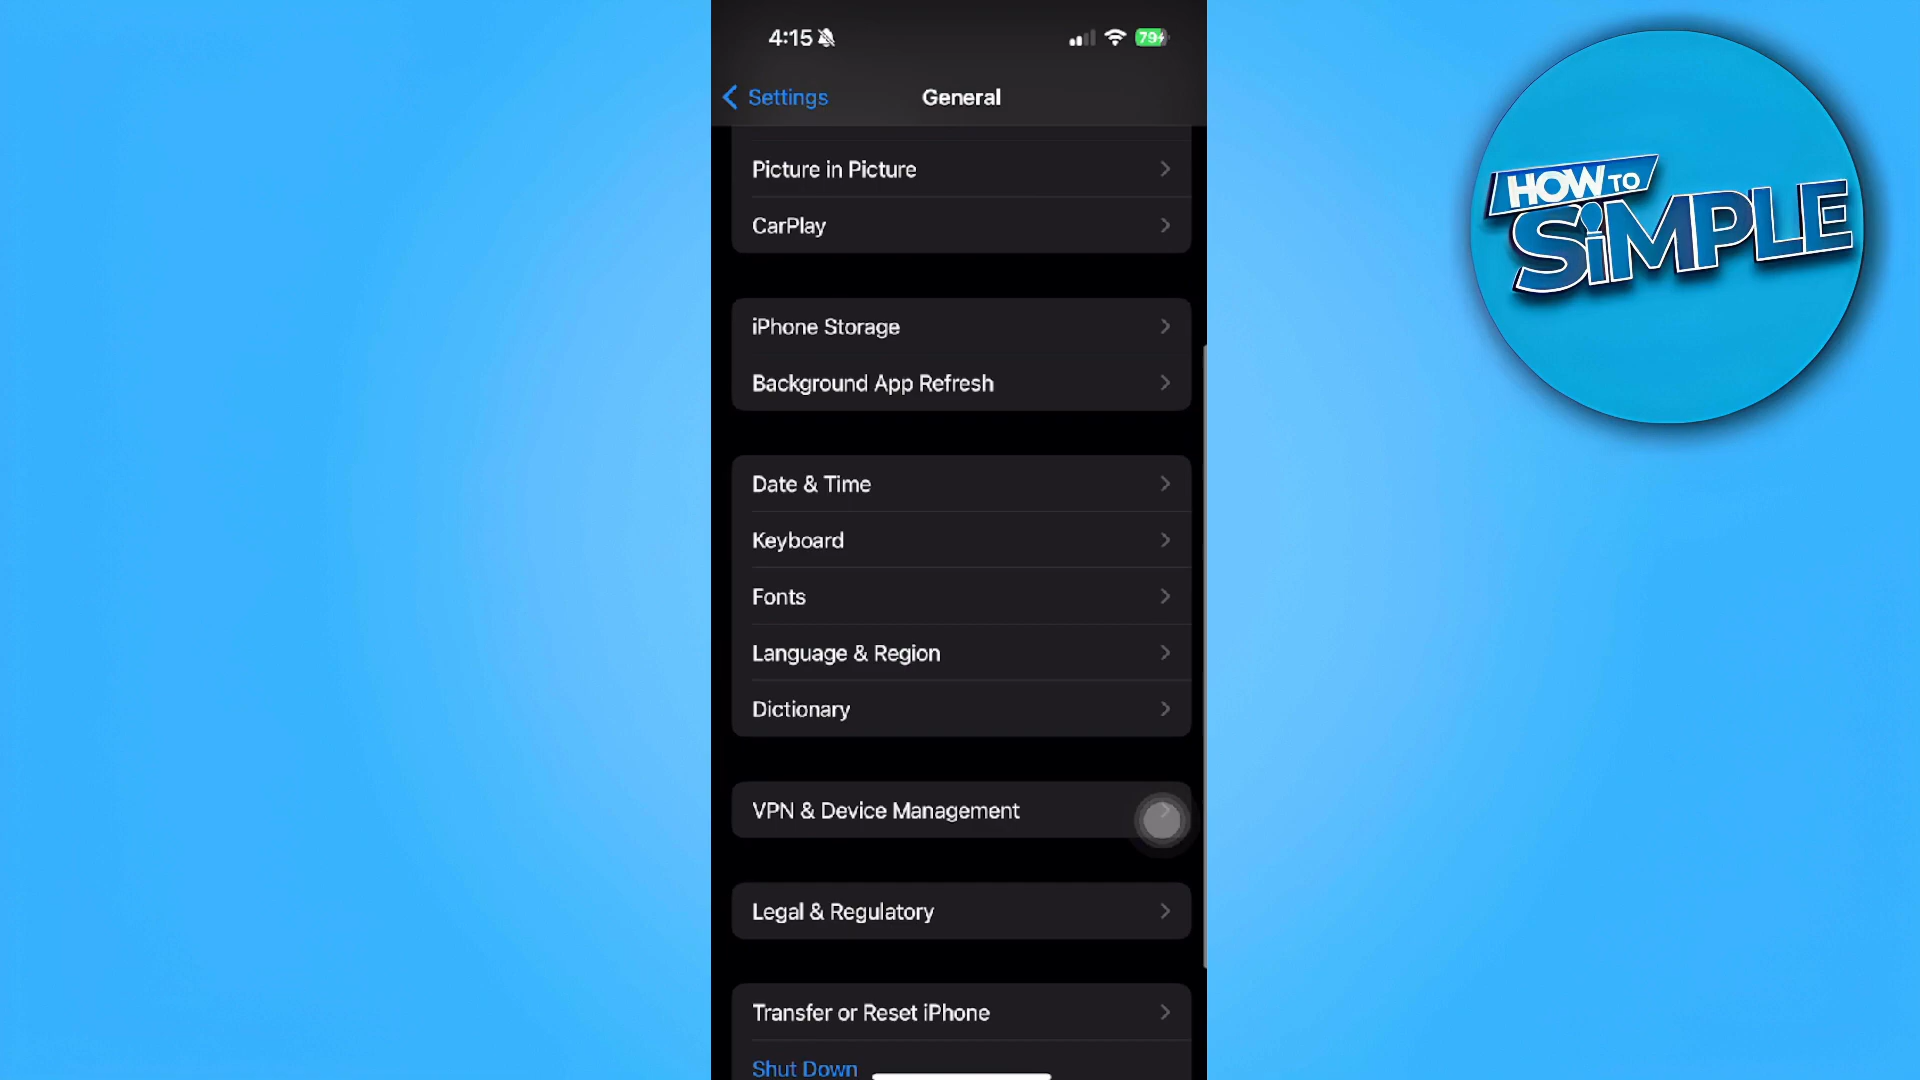 4:15
79
Settings
General
Picture in Picture
CarPlay
iPhone Storage
Background App Refresh
Date & Time
Keyboard
Fonts
Language & Region
Dictionary
VPN & Device Management
Legal & Regulatory
Transfer or Reset iPhone
Shut Down
HOW TO
SiMPLE